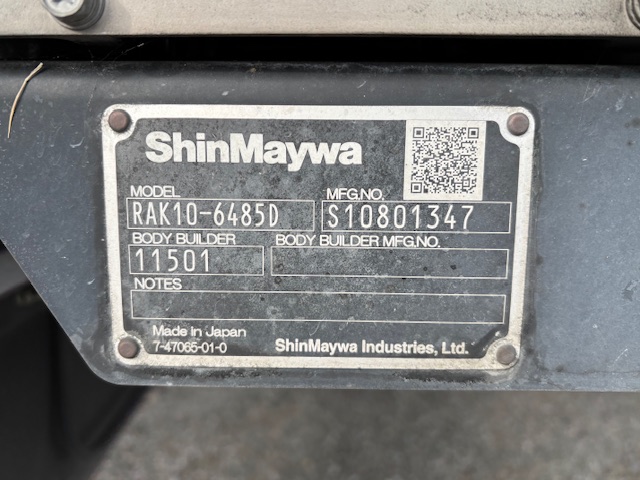 ShinMaywa
MODEL MFG.NO.
RAK10-6485D S10801347
BODY BUILDER BODY BUILDER MFG.NO.
11501
NOTES
Made in Japan
7-47065-01-0 ShinMaywa Industries, Ltd.